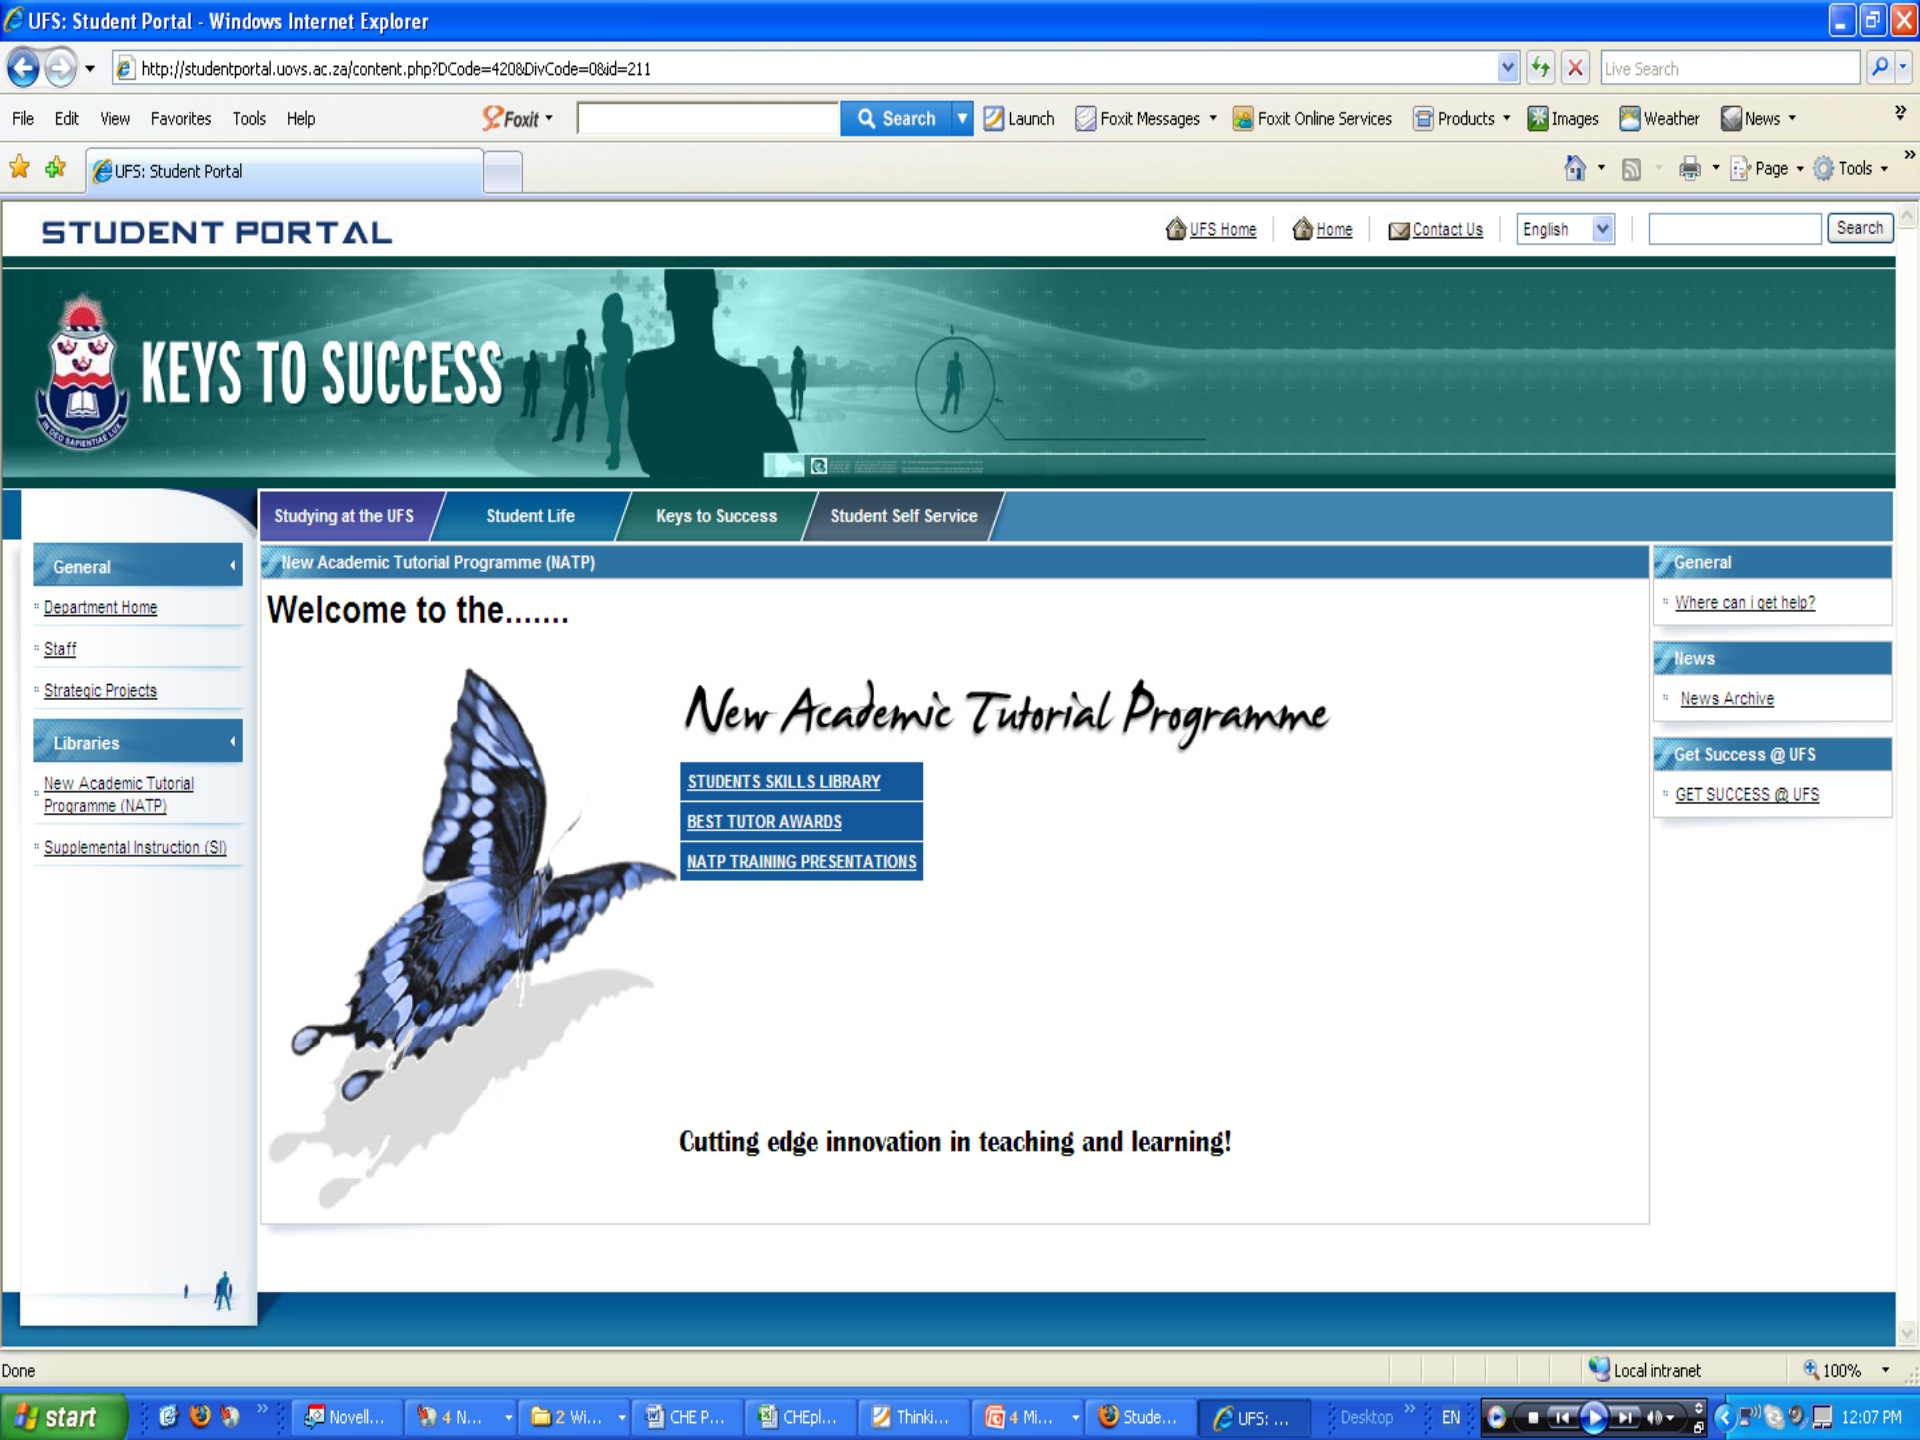 UFS: Student Portal - Windows Internet Explorer
http://studentportal.uovs.ac.za/content.php?DCode=420&DivCode=0&id=211
Live Search
File Edit View Favorites Tools Help
Foxit
Search
Launch
Foxit Messages
Foxit Online Services
Products
Images
Weather
News
UFS: Student Portal
Page
Tools
STUDENT PORTAL
UFS Home
Home
Contact Us
English
Search
KEYS TO SUCCESS
IN DEO SAPIENTIAE LUX
Studying at the UFS
Student Life
Keys to Success
Student Self Service
General
Department Home
Staff
Strategic Projects
Libraries
New Academic Tutorial
Programme (NATP)
Supplemental Instruction (SI)
New Academic Tutorial Programme (NATP)
Welcome to the.......
New Academic Tutorial Programme
STUDENTS SKILLS LIBRARY
BEST TUTOR AWARDS
NATP TRAINING PRESENTATIONS
Cutting edge innovation in teaching and learning!
General
Where can i get help?
News
News Archive
Get Success @ UFS
GET SUCCESS @ UFS
Done
Local intranet
100%
start
Novell...
4 N...
2 Wi...
CHE P...
CHEpl...
Thinki...
4 Mi...
Stude...
UFS: ...
Desktop
EN
12:07 PM